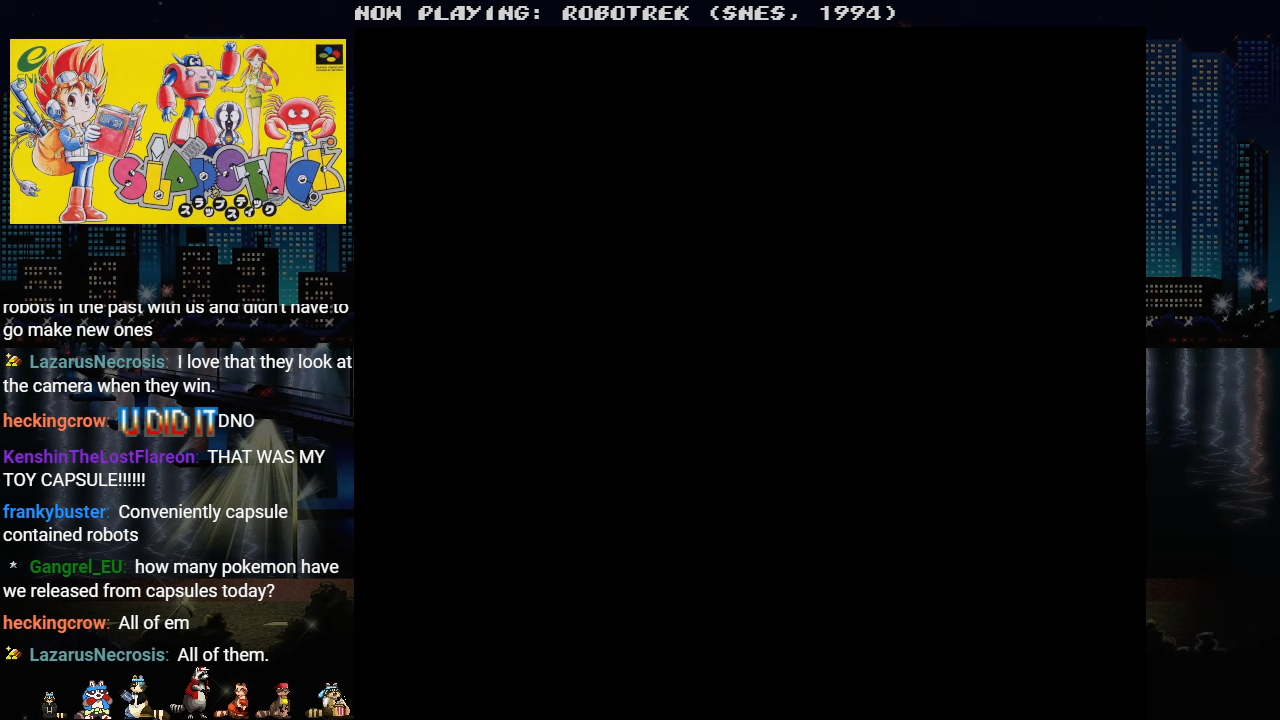 NOW PLAYING: ROBOTREK (SNES, 1994)
ENIX
SLAPSTICK
スラップスティック
robots in the past with us and didn't have to
go make new ones
LazarusNecrosis: I love that they look at
the camera when they win.
heckingcrow: U DID IT DNO
KenshinTheLostFlareon: THAT WAS MY
TOY CAPSULE!!!!!!
frankybuster: Conveniently capsule
contained robots
Gangrel_EU: how many pokemon have
we released from capsules today?
heckingcrow: All of em
LazarusNecrosis: All of them.